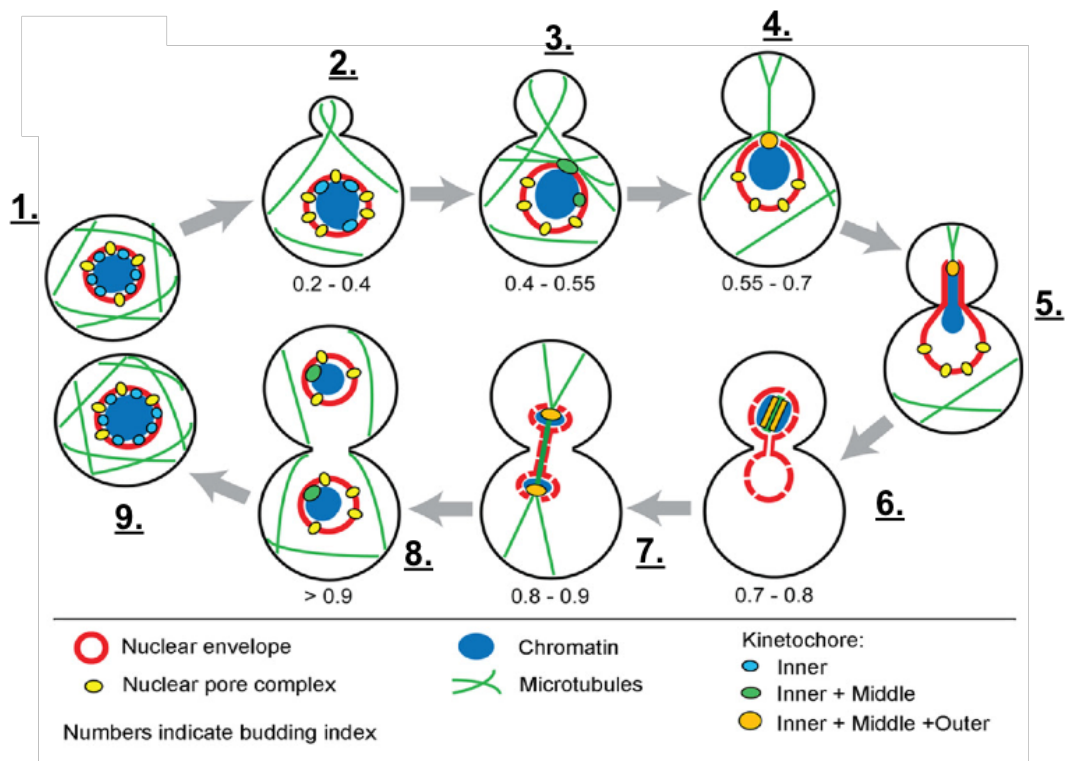 1.
2.
3.
4.
0.2 - 0.4
0.4 - 0.55
0.55 - 0.7
5.
6.
7.
8.
9.
> 0.9
0.8 - 0.9
0.7 - 0.8
Nuclear envelope
Nuclear pore complex
Numbers indicate budding index
Chromatin
Microtubules
Kinetochore:
Inner
Inner + Middle
Inner + Middle +Outer